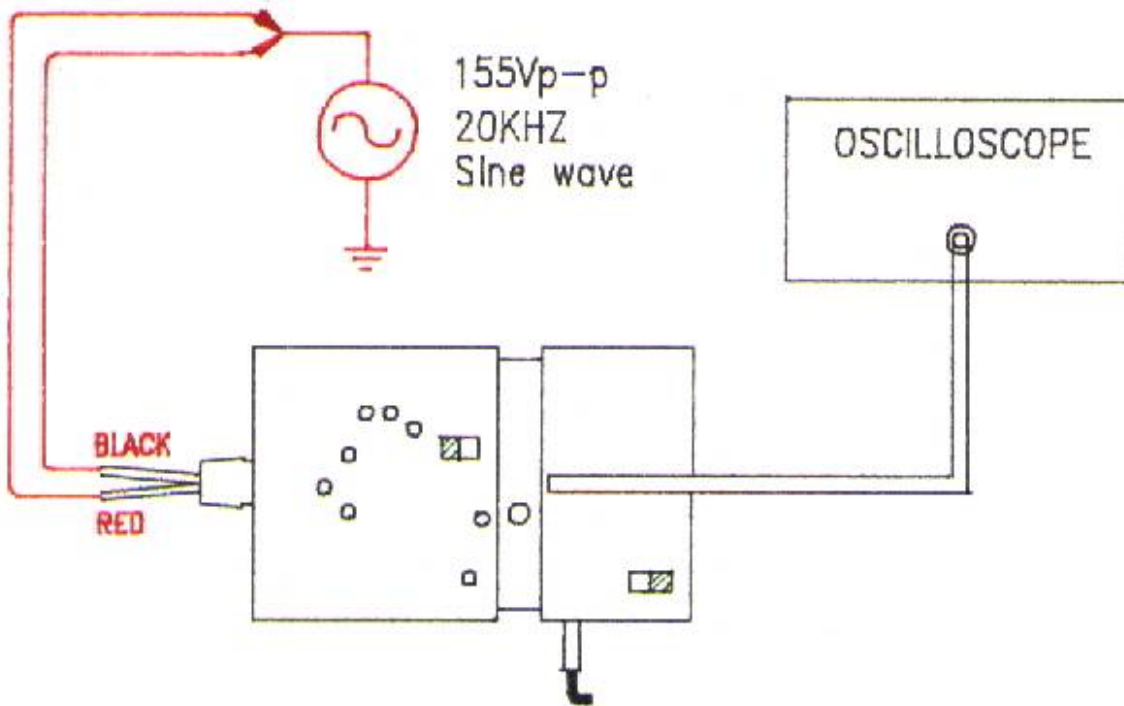 155Vp-p
20KHZ
Sine wave
OSCILLOSCOPE
BLACK
RED